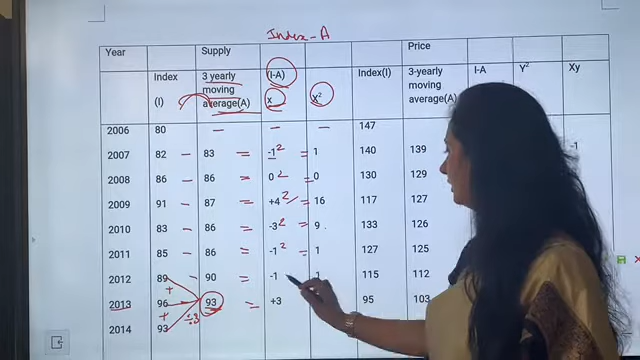 Index-A
Year Supply Price
Index (I) 3 yearly moving average(A) (I-A) x X² Index(I) 3-yearly moving average(A) I-A Y² Xy
2006 80 – – – 147
2007 82 – 83 = -1² = 1 140 139 -1
2008 86 – 86 = 0² = 0 130 129
2009 91 – 87 = +4² = 16 117 127
2010 83 – 86 = -3² = 9 133 126
2011 85 – 86 = -1² = 1 127 125
2012 89 – 90 = -1 1 115 112
2013 96 93 = +3 95 103
2014 93 ÷3
+
+